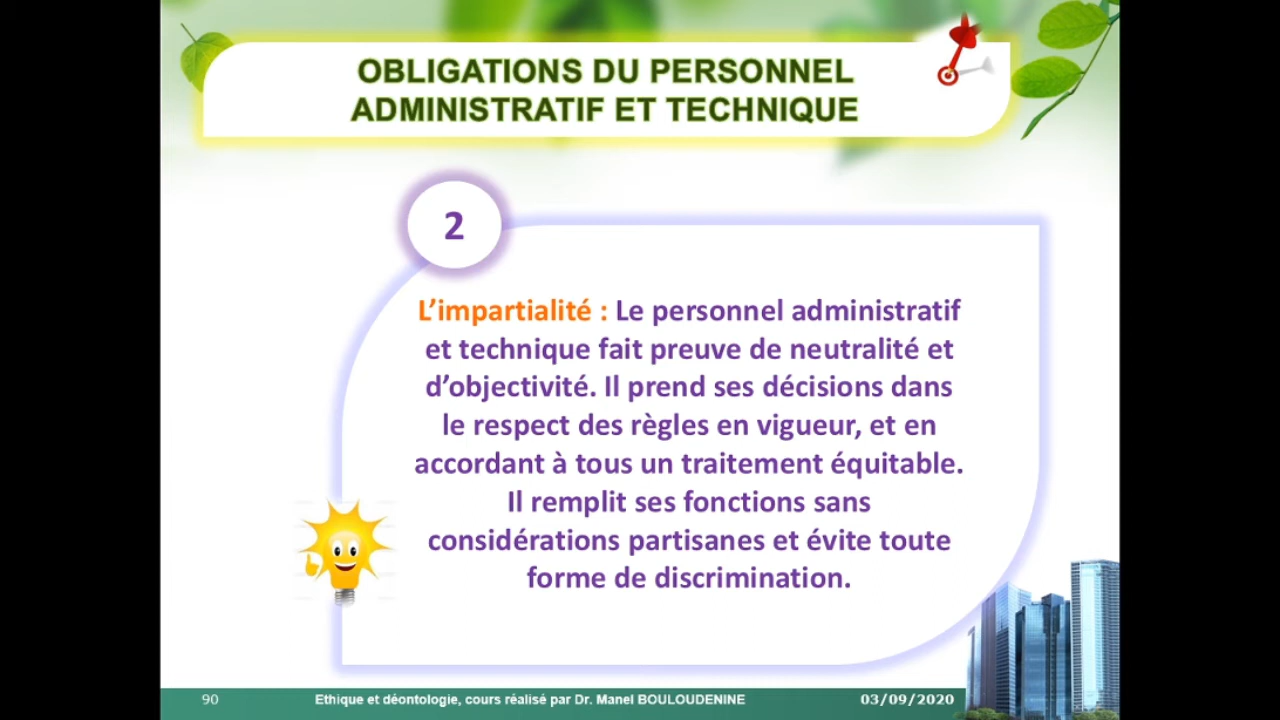 OBLIGATIONS DU PERSONNEL
ADMINISTRATIF ET TECHNIQUE
2
L’impartialité : Le personnel administratif
et technique fait preuve de neutralité et
d’objectivité. Il prend ses décisions dans
le respect des règles en vigueur, et en
accordant à tous un traitement équitable.
Il remplit ses fonctions sans
considérations partisanes et évite toute
forme de discrimination.
90
Ethique et déontologie, cours réalisé par Dr. Manel BOULOUDENINE
03/09/2020